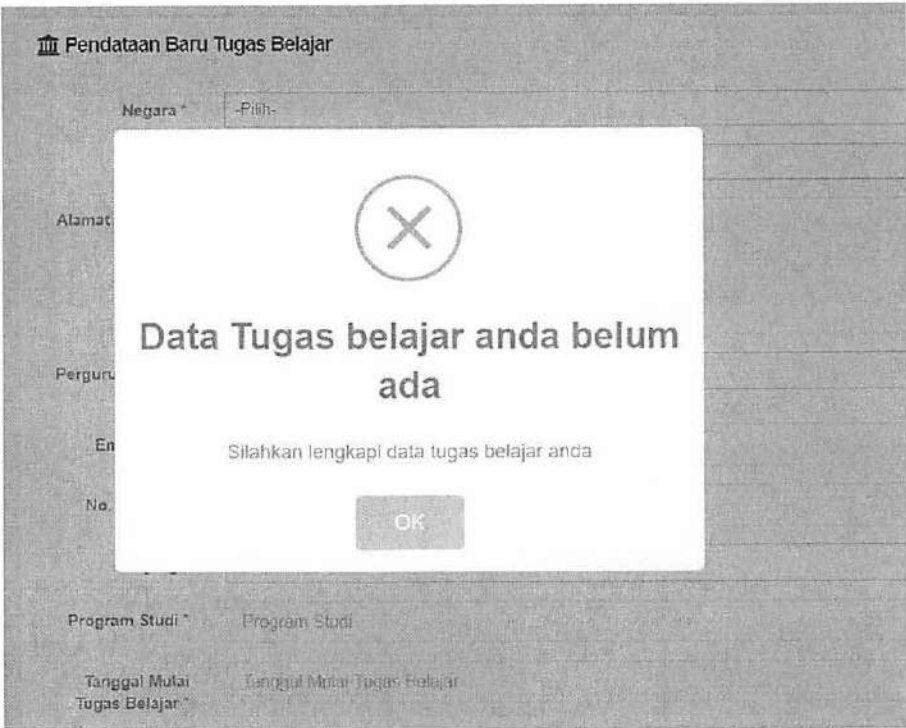 Pendataan Baru Tugas Belajar
Negara *
-Pilih-
Alamat
Data Tugas belajar anda belum
ada
Perguru
Silahkan lengkapi data tugas belajar anda
En
No.
OK
Program Studi *
Program Studi
Tanggal Mulai
Tugas Belajar *
Tanggal Mulai Tugas Belajar